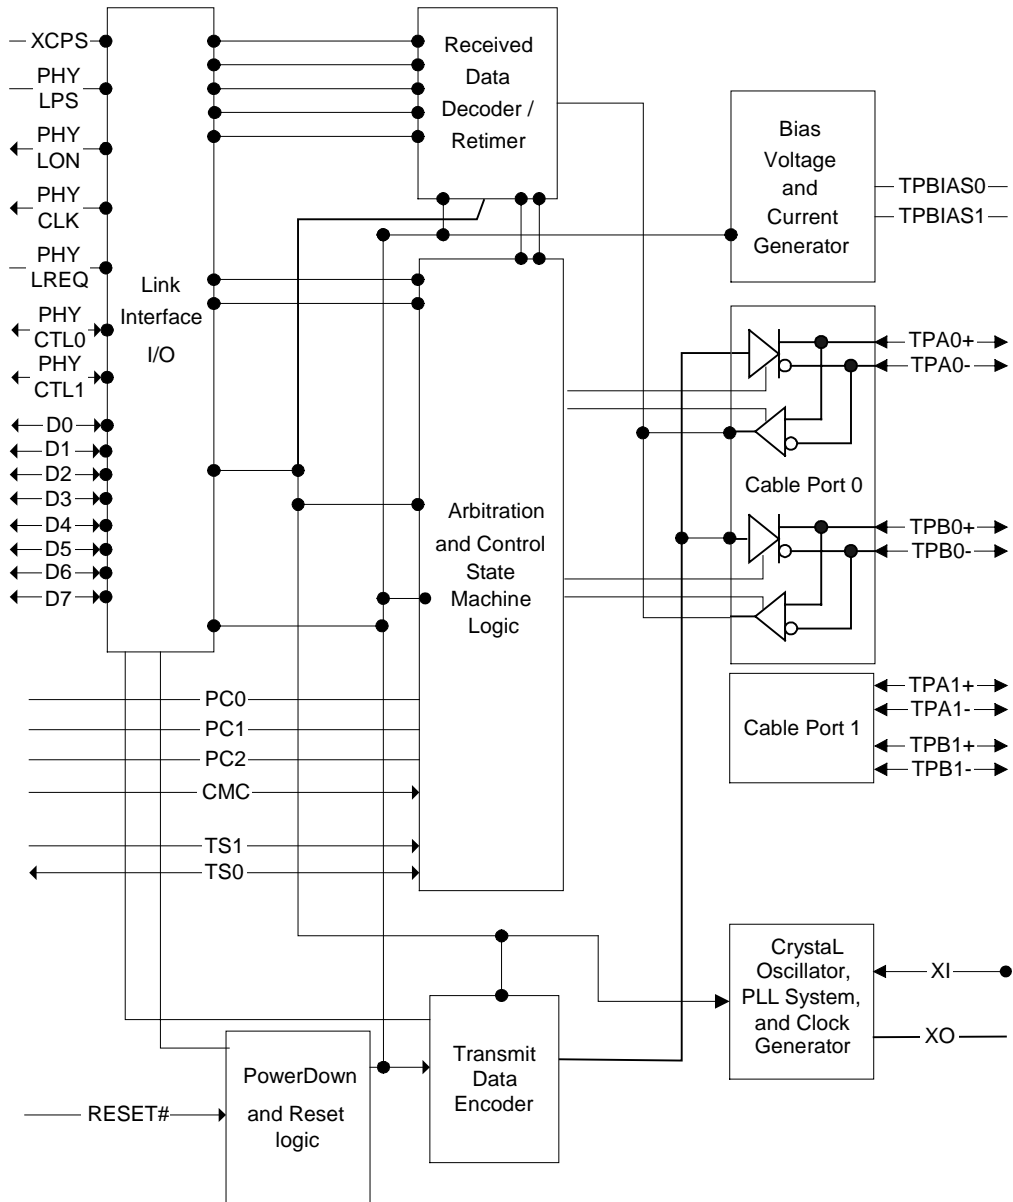 XCPS
PHY
LPS
PHY
LON
PHY
CLK
PHY
LREQ
PHY
CTL0
PHY
CTL1
D0
D1
D2
D3
D4
D5
D6
D7
Link
Interface
I/O
Received
Data
Decoder /
Retimer
Bias
Voltage
and
Current
Generator
TPBIAS0
TPBIAS1
TPA0+
TPA0-
Cable Port 0
TPB0+
TPB0-
Arbitration
and Control
State
Machine
Logic
PC0
PC1
PC2
CMC
TS1
TS0
Cable Port 1
TPA1+
TPA1-
TPB1+
TPB1-
CrystaL
Oscillator,
PLL System,
and Clock
Generator
XI
XO
Transmit
Data
Encoder
PowerDown
and Reset
logic
RESET#